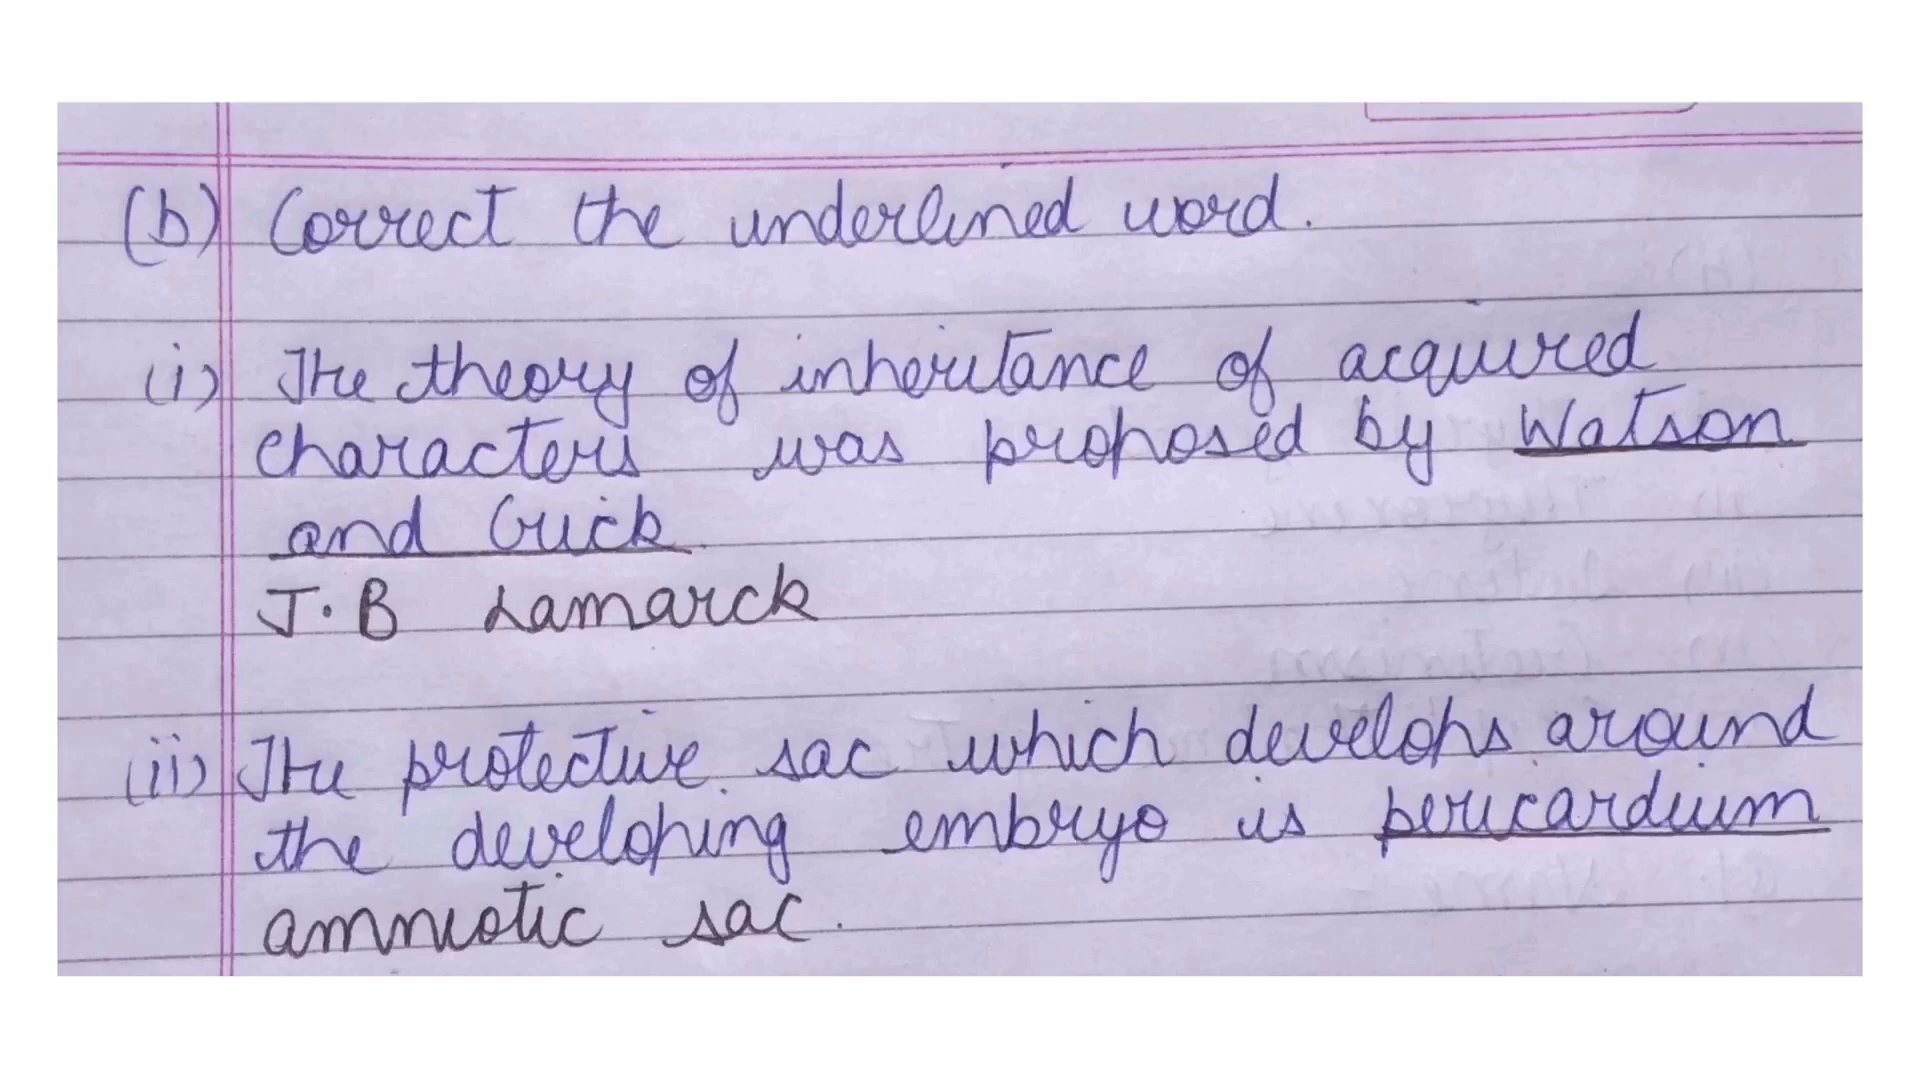 (b) Correct the underlined word.
(i) The theory of inheritance of acquired
characters was proposed by Watson
and Crick.
J.B Lamarck
(ii) The protective sac which develops around
the developing embryo is pericardium
amniotic sac.